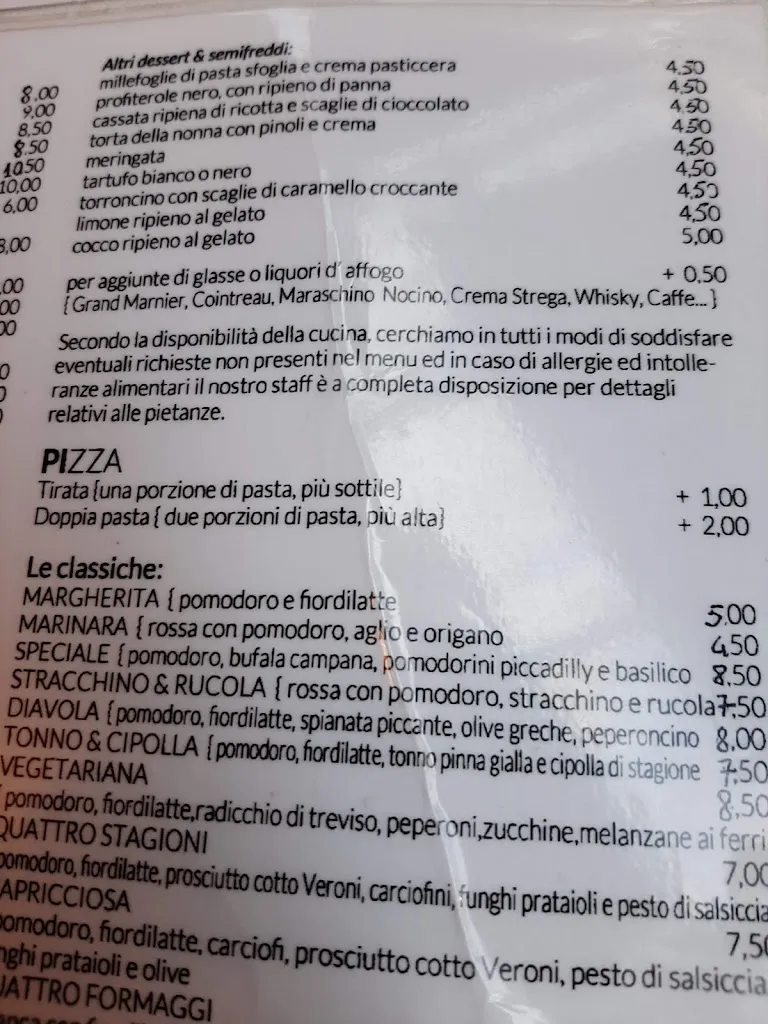 8.00
9,00
8,50
8.50
10.50
10,00
6,00
8,00
Altri dessert & semifreddi:
millefoglie di pasta sfoglia e crema pasticcera 4,50
profiterole nero, con ripieno di panna 4,50
cassata ripiena di ricotta e scaglie di cioccolato 4,50
torta della nonna con pinoli e crema 4,50
meringata 4,50
tartufo bianco o nero 4,50
torroncino con scaglie di caramello croccante 4,50
limone ripieno al gelato 4,50
cocco ripieno al gelato 5,00
per aggiunte di glasse o liquori d' affogo + 0,50
{ Grand Marnier, Cointreau, Maraschino Nocino, Crema Strega, Whisky, Caffe... }
Secondo la disponibilità della cucina, cerchiamo in tutti i modi di soddisfare
eventuali richieste non presenti nel menu ed in caso di allergie ed intolle-
ranze alimentari il nostro staff è a completa disposizione per dettagli
relativi alle pietanze.
PIZZA
Tirata {una porzione di pasta, più sottile} + 1,00
Doppia pasta { due porzioni di pasta, più alta} + 2,00
Le classiche:
MARGHERITA { pomodoro e fiordilatte 5.00
MARINARA { rossa con pomodoro, aglio e origano 4,50
SPECIALE { pomodoro, bufala campana, pomodorini piccadilly e basilico 8,50
STRACCHINO & RUCOLA { rossa con pomodoro, stracchino e rucola 7,50
DIAVOLA { pomodoro, fiordilatte, spianata piccante, olive greche, peperoncino 8,00
TONNO & CIPOLLA { pomodoro, fiordilatte, tonno pinna gialla e cipolla di stagione 7,50
VEGETARIANA 8,50
{ pomodoro, fiordilatte,radicchio di treviso, peperoni,zucchine,melanzane ai ferri
QUATTRO STAGIONI 7,00
pomodoro, fiordilatte, prosciutto cotto Veroni, carciofini, funghi prataioli e pesto di salsiccia
APRICCIOSA 7,50
pomodoro, fiordilatte, carciofi, prosciutto cotto Veroni, pesto di salsiccia
nghi prataioli e olive
UATTRO FORMAGGI